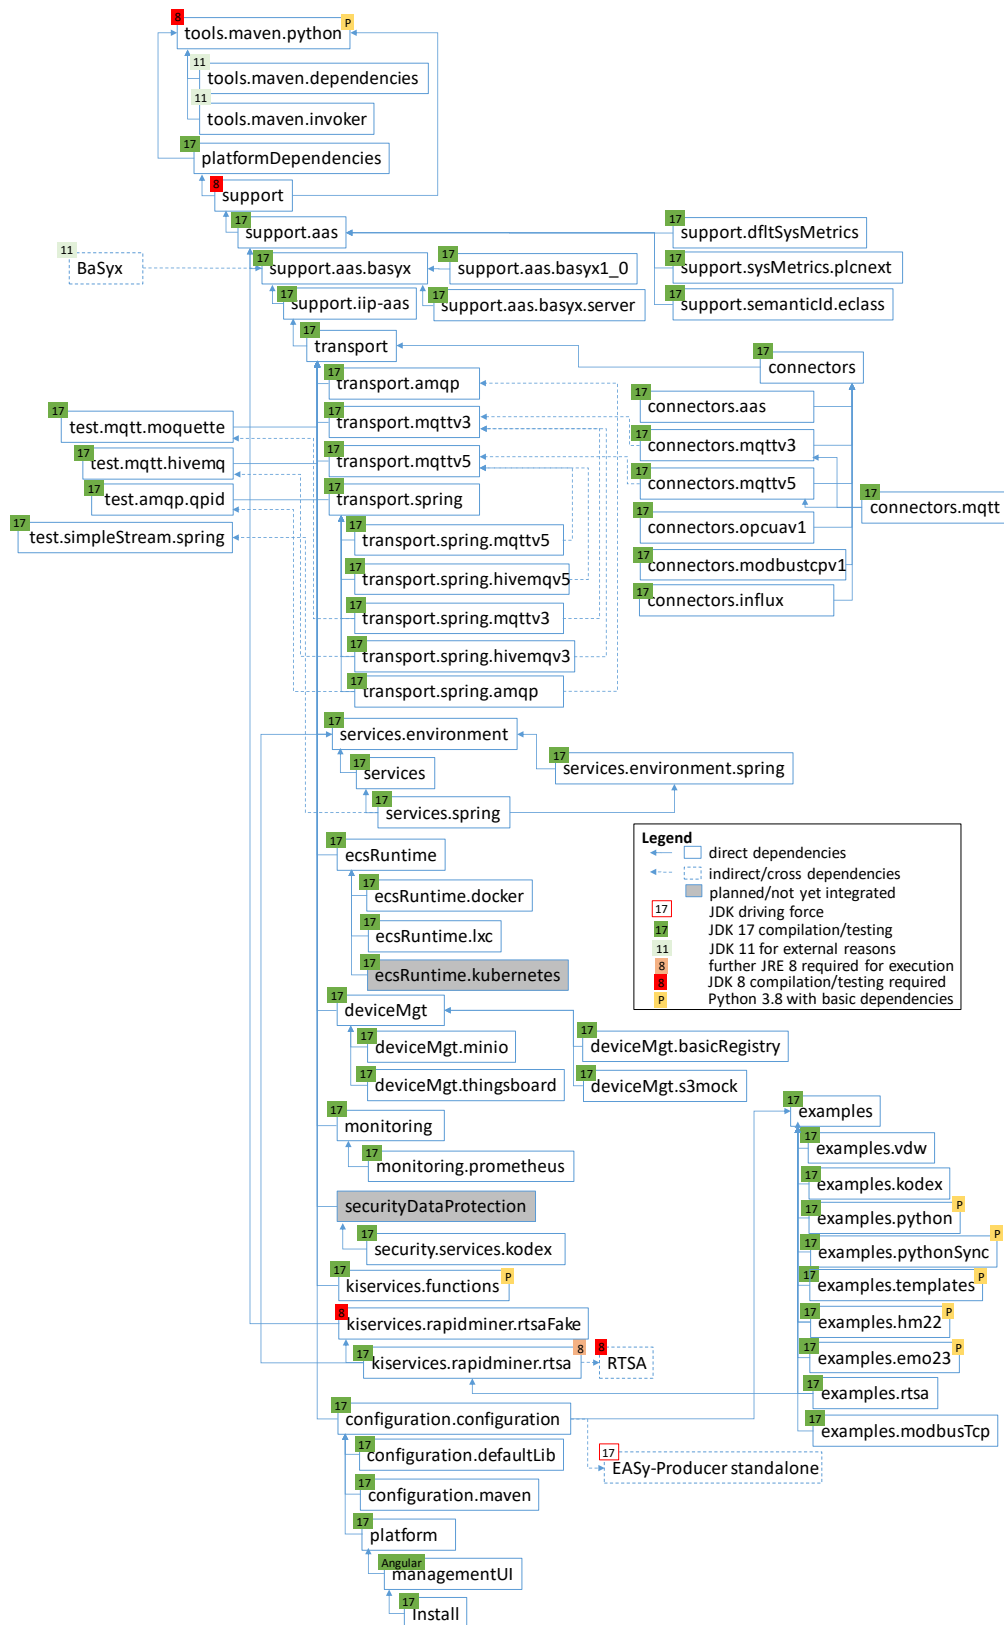 8
P
tools.maven.python
11
tools.maven.dependencies
11
tools.maven.invoker
17
platformDependencies
8
support
17
support.aas
17
support.dfltSysMetrics
11
BaSyx
17
support.aas.basyx
17
support.aas.basyx1_0
17
support.sysMetrics.plcnext
17
support.iip-aas
17
support.aas.basyx.server
17
support.semanticId.eclass
17
transport
17
connectors
17
transport.amqp
17
connectors.aas
17
test.mqtt.moquette
17
transport.mqttv3
17
connectors.mqttv3
17
test.mqtt.hivemq
17
transport.mqttv5
17
connectors.mqttv5
17
test.amqp.qpid
17
transport.spring
17
connectors.mqtt
17
test.simpleStream.spring
17
transport.spring.mqttv5
17
connectors.opcuav1
17
transport.spring.hivemqv5
17
connectors.modbustcpv1
17
transport.spring.mqttv3
17
connectors.influx
17
transport.spring.hivemqv3
17
transport.spring.amqp
17
services.environment
17
services
17
services.environment.spring
17
services.spring
Legend
direct dependencies
indirect/cross dependencies
planned/not yet integrated
17
JDK driving force
17
JDK 17 compilation/testing
11
JDK 11 for external reasons
8
further JRE 8 required for execution
8
JDK 8 compilation/testing required
P
Python 3.8 with basic dependencies
17
ecsRuntime
17
ecsRuntime.docker
17
ecsRuntime.lxc
17
ecsRuntime.kubernetes
17
deviceMgt
17
deviceMgt.minio
17
deviceMgt.basicRegistry
17
deviceMgt.thingsboard
17
deviceMgt.s3mock
17
monitoring
17
monitoring.prometheus
17
examples
17
examples.vdw
17
examples.kodex
17
P
examples.python
17
P
examples.pythonSync
17
P
examples.templates
17
P
examples.hm22
17
P
examples.emo23
17
examples.rtsa
17
examples.modbusTcp
securityDataProtection
17
security.services.kodex
17
P
kiservices.functions
8
kiservices.rapidminer.rtsaFake
17
8
kiservices.rapidminer.rtsa
8
RTSA
17
configuration.configuration
17
configuration.defaultLib
17
EASy-Producer standalone
17
configuration.maven
17
platform
Angular
managementUI
17
Install